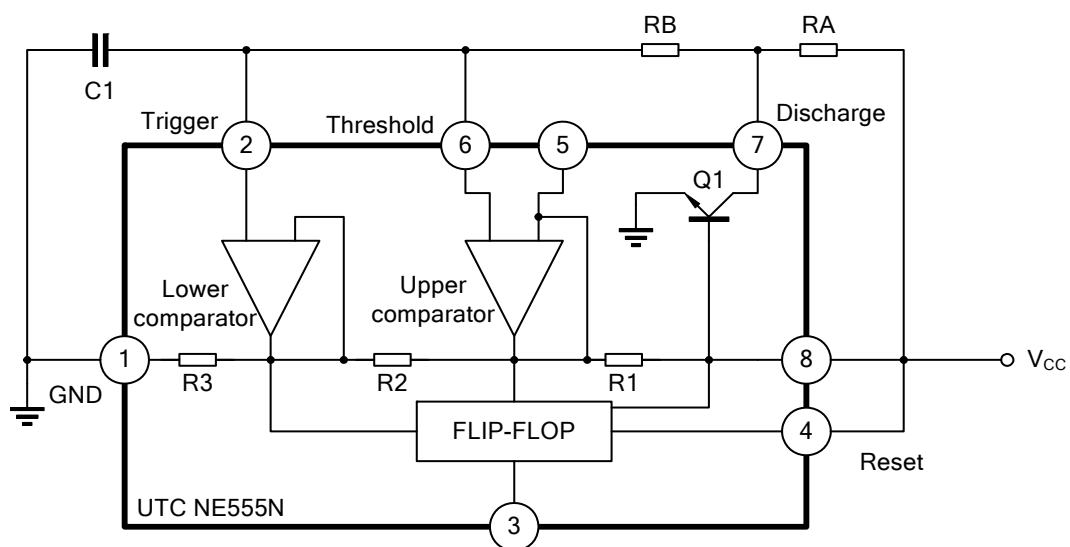 RB
RA
C1
Trigger
Threshold
Discharge
2
6
5
7
Q1
Lower
comparator
Upper
comparator
1
R3
R2
R1
8
VCC
GND
FLIP-FLOP
4
Reset
UTC NE555N
3